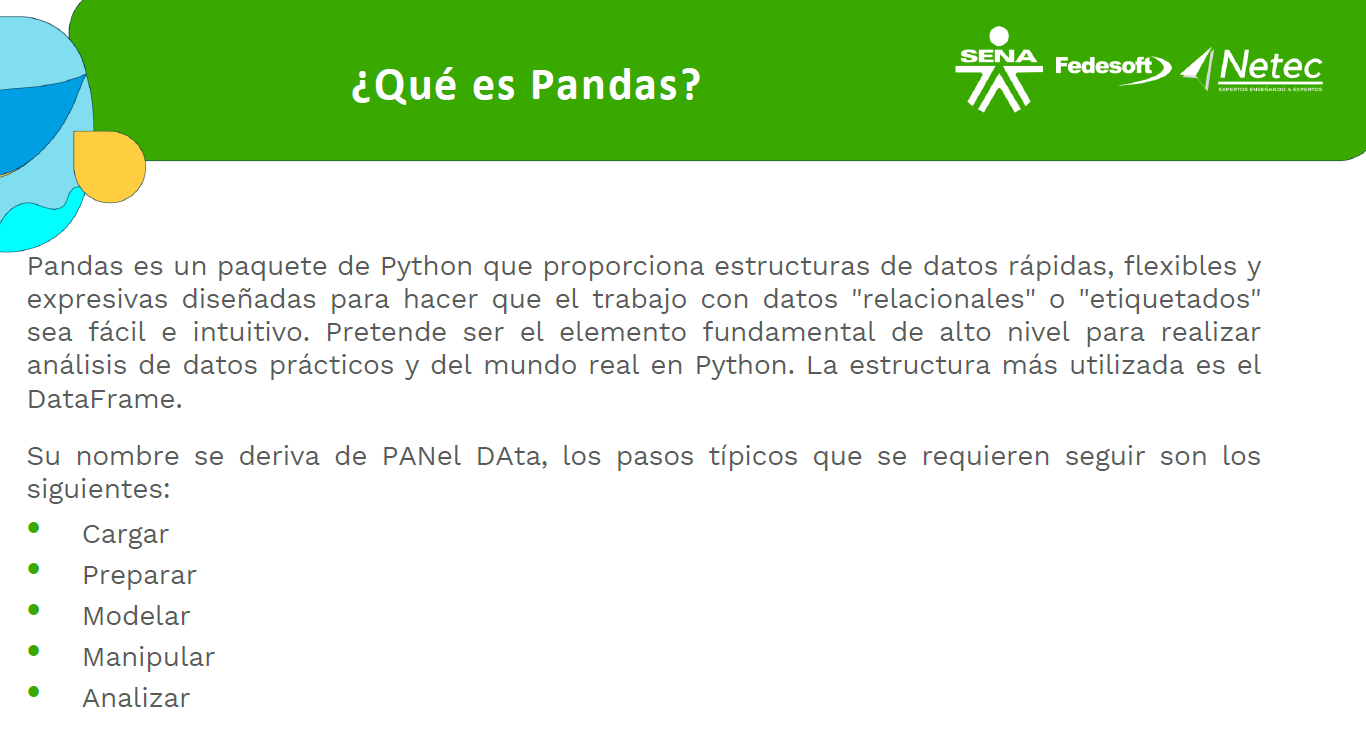 ¿Qué es Pandas?
SENA
Fedesoft
Netec
EXPERTOS ENSEÑANDO A EXPERTOS
Pandas es un paquete de Python que proporciona estructuras de datos rápidas, flexibles y
expresivas diseñadas para hacer que el trabajo con datos "relacionales" o "etiquetados"
sea fácil e intuitivo. Pretende ser el elemento fundamental de alto nivel para realizar
análisis de datos prácticos y del mundo real en Python. La estructura más utilizada es el
DataFrame.
Su nombre se deriva de PANel DAta, los pasos típicos que se requieren seguir son los
siguientes:
• Cargar
• Preparar
• Modelar
• Manipular
• Analizar